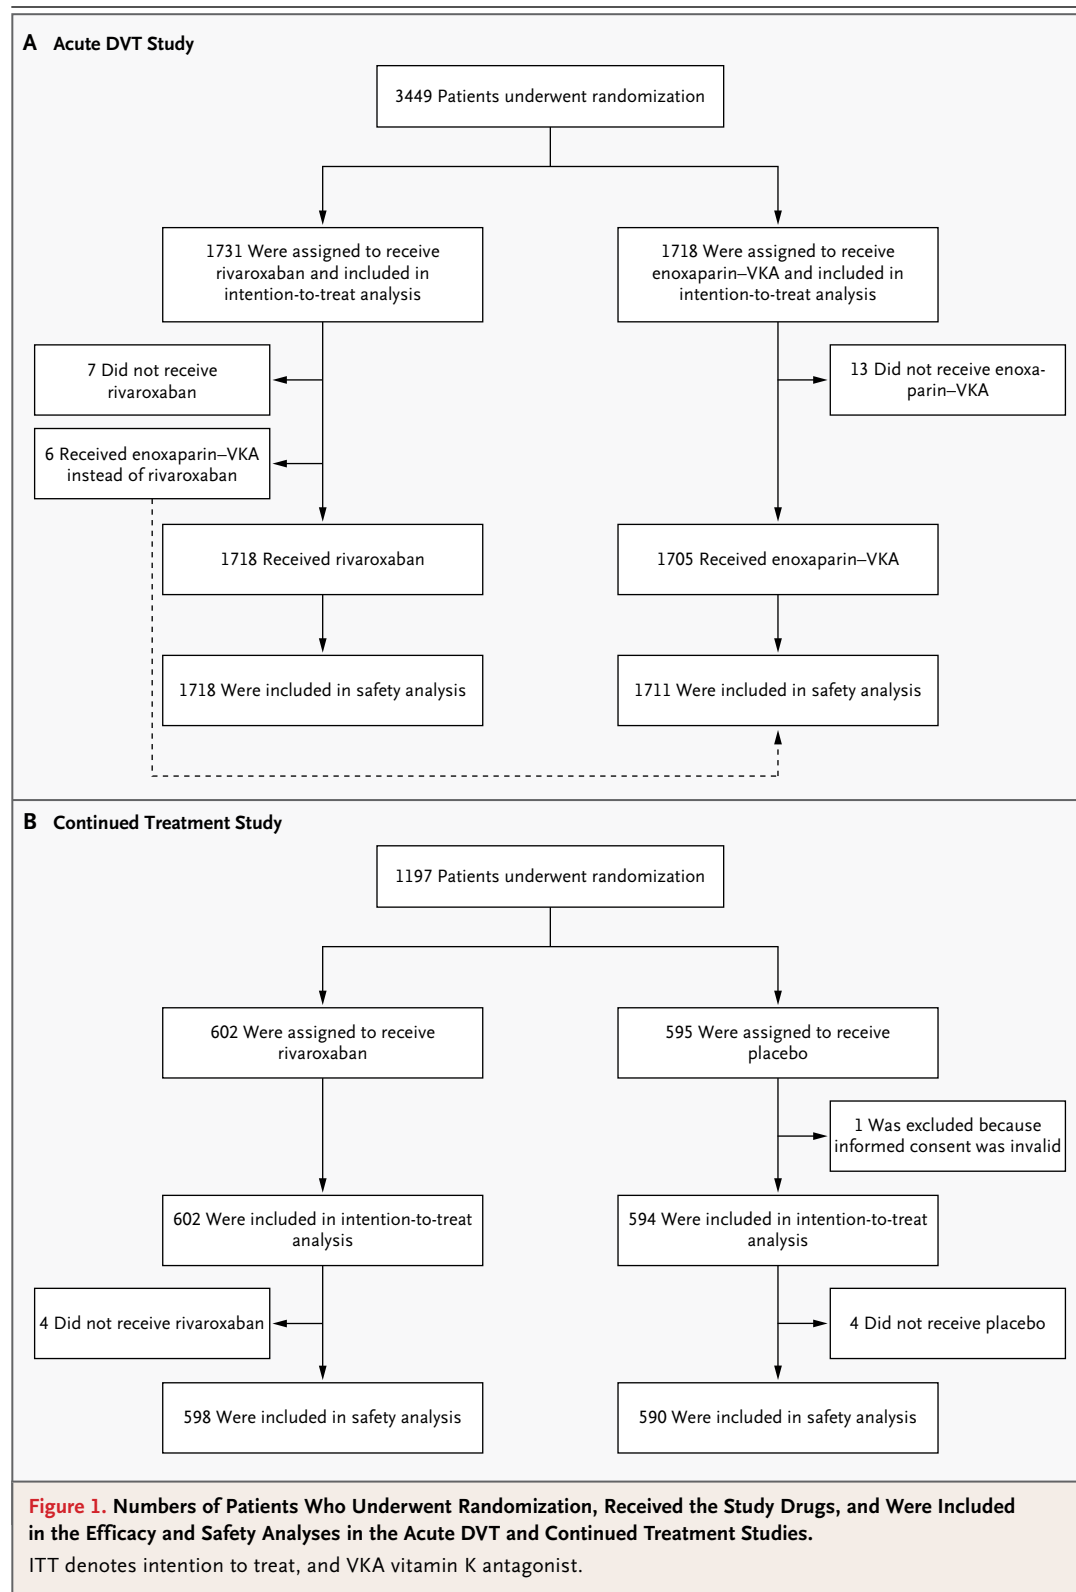 A Acute DVT Study
3449 Patients underwent randomization
1731 Were assigned to receive
rivaroxaban and included in
intention-to-treat analysis
1718 Were assigned to receive
enoxaparin–VKA and included in
intention-to-treat analysis
7 Did not receive
rivaroxaban
13 Did not receive enoxa-
parin–VKA
6 Received enoxaparin–VKA
instead of rivaroxaban
1718 Received rivaroxaban
1705 Received enoxaparin–VKA
1718 Were included in safety analysis
1711 Were included in safety analysis
B Continued Treatment Study
1197 Patients underwent randomization
602 Were assigned to receive
rivaroxaban
595 Were assigned to receive
placebo
1 Was excluded because
informed consent was invalid
602 Were included in intention-to-treat
analysis
594 Were included in intention-to-treat
analysis
4 Did not receive rivaroxaban
4 Did not receive placebo
598 Were included in safety analysis
590 Were included in safety analysis
Figure 1. Numbers of Patients Who Underwent Randomization, Received the Study Drugs, and Were Included
in the Efficacy and Safety Analyses in the Acute DVT and Continued Treatment Studies.
ITT denotes intention to treat, and VKA vitamin K antagonist.